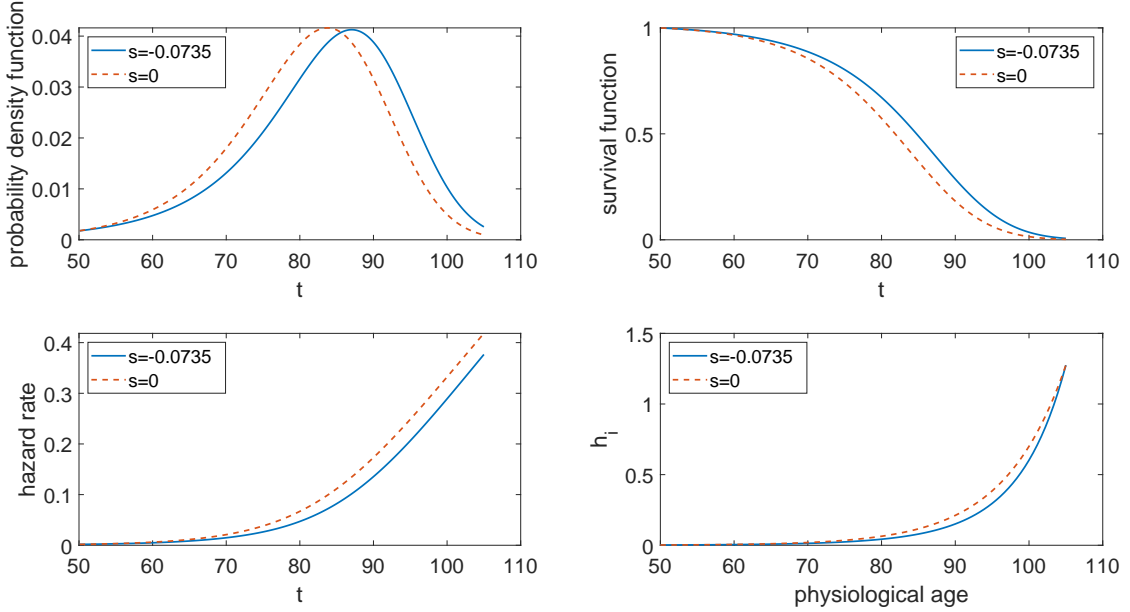 probability density function
0.04
0.03
0.02
0.01
0
s=-0.0735
s=0
50 60 70 80 90 100 110
t
survival function
1
0.5
0
s=-0.0735
s=0
50 60 70 80 90 100 110
t
hazard rate
0.4
0.3
0.2
0.1
0
s=-0.0735
s=0
50 60 70 80 90 100 110
t
h_i
1.5
1
0.5
0
s=-0.0735
s=0
50 60 70 80 90 100 110
physiological age